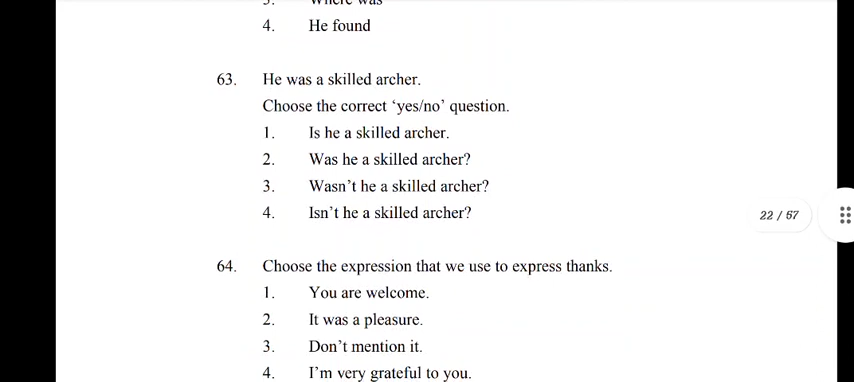 4. He found
63. He was a skilled archer.
Choose the correct ‘yes/no’ question.
1. Is he a skilled archer.
2. Was he a skilled archer?
3. Wasn’t he a skilled archer?
4. Isn’t he a skilled archer?
22 / 57
64. Choose the expression that we use to express thanks.
1. You are welcome.
2. It was a pleasure.
3. Don’t mention it.
4. I’m very grateful to you.